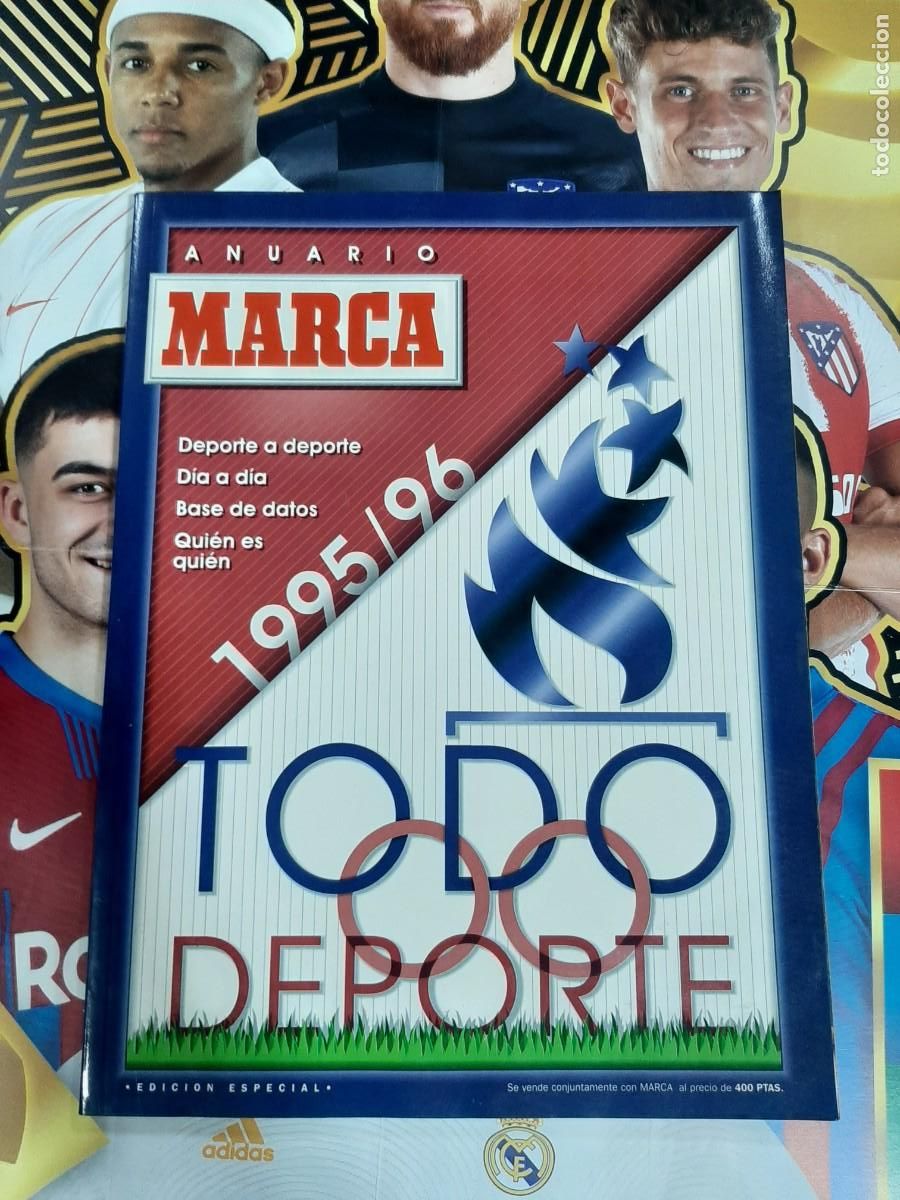 todocoleccion
ANUARIO
MARCA
Deporte a deporte
Día a día
Base de datos
Quién es
quién
1995/96
TODO
DEPORTE
• EDICION ESPECIAL •
Se vende conjuntamente con MARCA al precio de 400 PTAS.
adidas